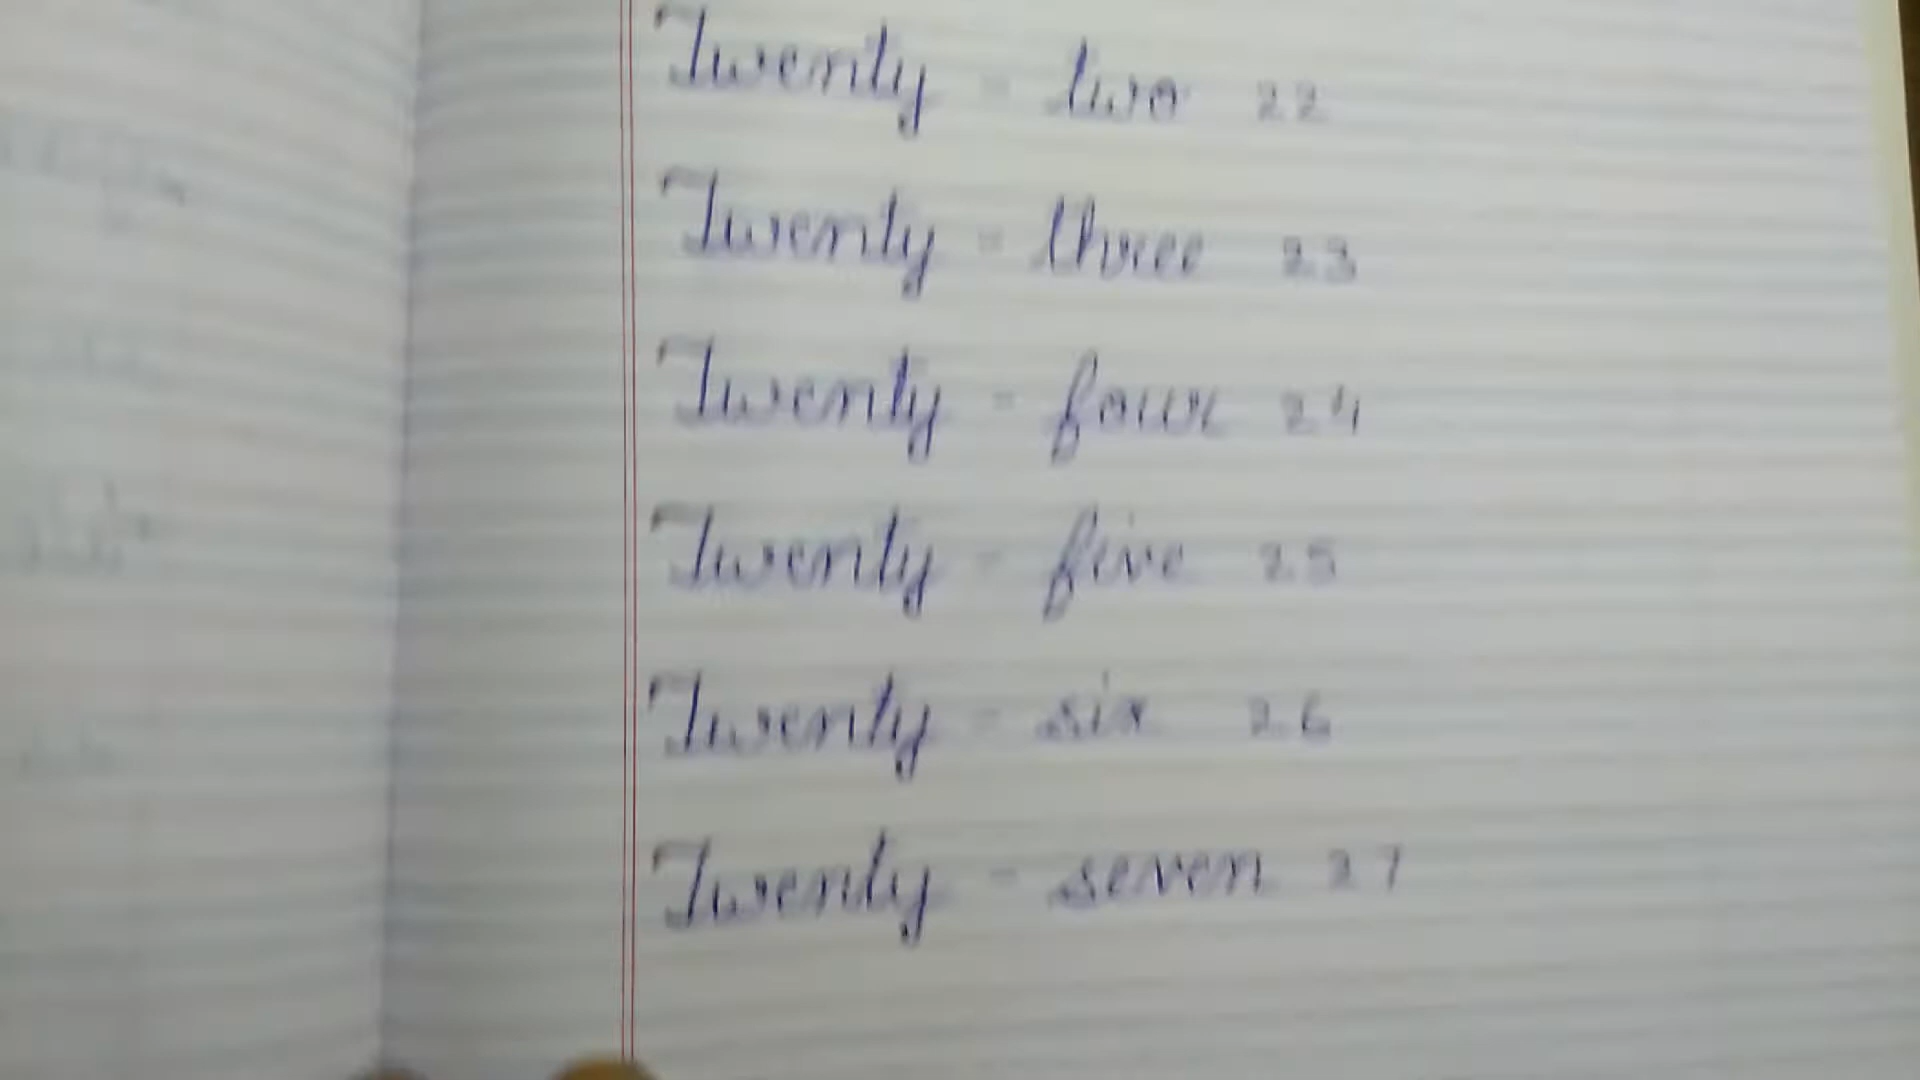 Twenty - two 22
Twenty - three 23
Twenty - four 24
Twenty - five 25
Twenty - six 26
Twenty - seven 27